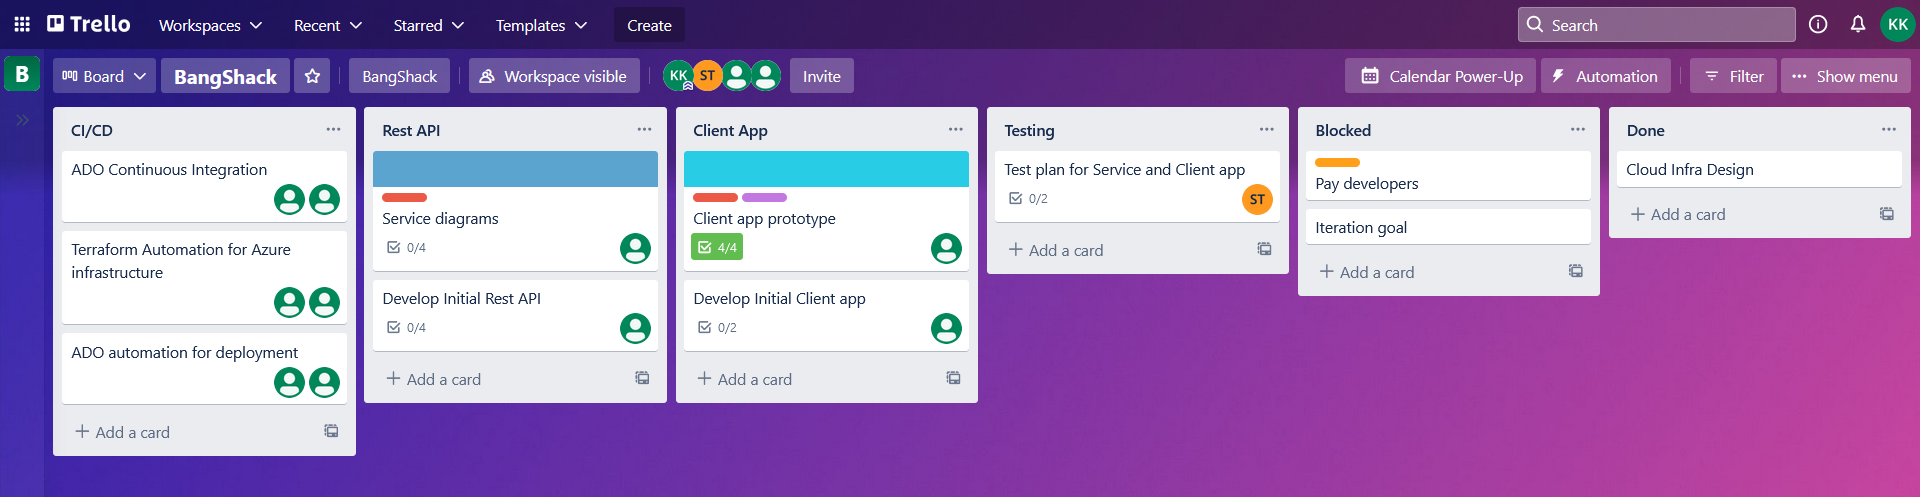 Trello
Workspaces
Recent
Starred
Templates
Create
Search
KK
B
Board
BangShack
BangShack
Workspace visible
KK
ST
Invite
Calendar Power-Up
Automation
Filter
Show menu
CI/CD
ADO Continuous Integration
Terraform Automation for Azure
infrastructure
ADO automation for deployment
Add a card
Rest API
Service diagrams
0/4
Develop Initial Rest API
0/4
Add a card
Client App
Client app prototype
4/4
Develop Initial Client app
0/2
Add a card
Testing
Test plan for Service and Client app
0/2
ST
Add a card
Blocked
Pay developers
Iteration goal
Add a card
Done
Cloud Infra Design
Add a card